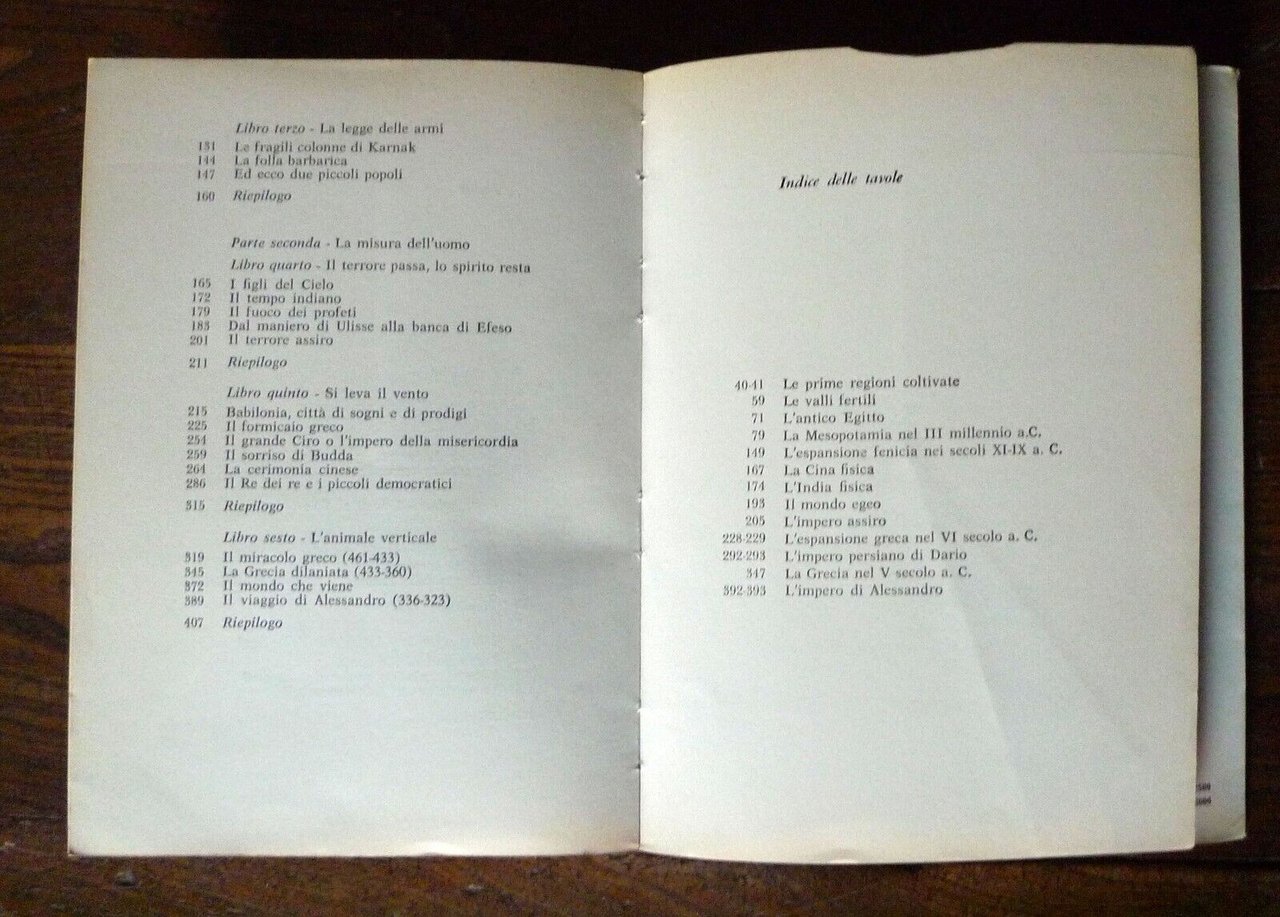 Libro terzo - La legge delle armi
131 Le fragili colonne di Karnak
144 La folla barbarica
147 Ed ecco due piccoli popoli
160 Riepilogo
Parte seconda - La misura dell'uomo
Libro quarto - Il terrore passa, lo spirito resta
165 I figli del Cielo
172 Il tempo indiano
179 Il fuoco dei profeti
183 Dal maniero di Ulisse alla banca di Efeso
201 Il terrore assiro
211 Riepilogo
Libro quinto - Si leva il vento
215 Babilonia, città di sogni e di prodigi
225 Il formicaio greco
254 Il grande Ciro o l'impero della misericordia
259 Il sorriso di Budda
264 La cerimonia cinese
286 Il Re dei re e i piccoli democratici
315 Riepilogo
Libro sesto - L'animale verticale
319 Il miracolo greco (461-433)
345 La Grecia dilaniata (433-360)
372 Il mondo che viene
389 Il viaggio di Alessandro (336-323)
407 Riepilogo
Indice delle tavole
40-41 Le prime regioni coltivate
59 Le valli fertili
71 L'antico Egitto
79 La Mesopotamia nel III millennio a.C.
149 L'espansione fenicia nei secoli XI-IX a. C.
167 La Cina fisica
174 L'India fisica
193 Il mondo egeo
205 L'impero assiro
228-229 L'espansione greca nel VI secolo a. C.
292-293 L'impero persiano di Dario
347 La Grecia nel V secolo a. C.
392-393 L'impero di Alessandro